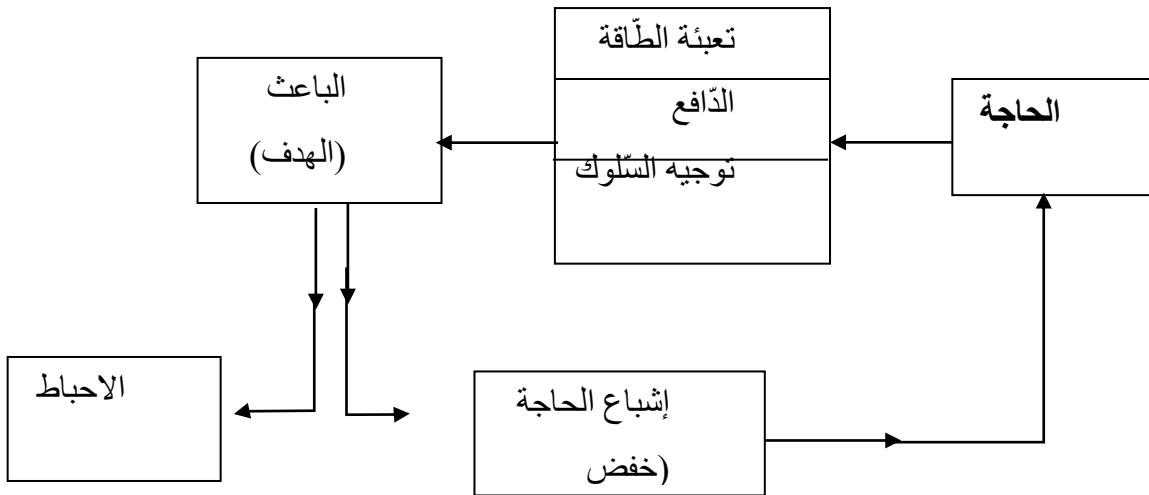 الحاجة
تعبئة الطّاقة
الدّافع
توجيه السّلوك
الباعث
(الهدف)
إشباع الحاجة
(خفض
الاحباط